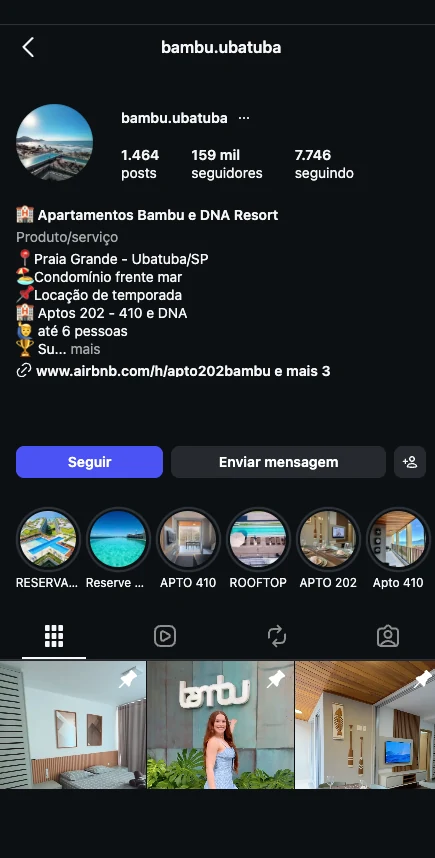 bambu.ubatuba
bambu.ubatuba ...
1.464 159 mil 7.746
posts seguidores seguindo
🏨 Apartamentos Bambu e DNA Resort
Produto/serviço
📍Praia Grande - Ubatuba/SP
🏖️Condomínio frente mar
📌Locação de temporada
🏨 Aptos 202 - 410 e DNA
🙋‍♂️ até 6 pessoas
🏆 Su... mais
www.airbnb.com/h/apto202bambu e mais 3
Seguir Enviar mensagem
RESERVA... Reserve ... APTO 410 ROOFTOP APTO 202 Apto 410
bambu